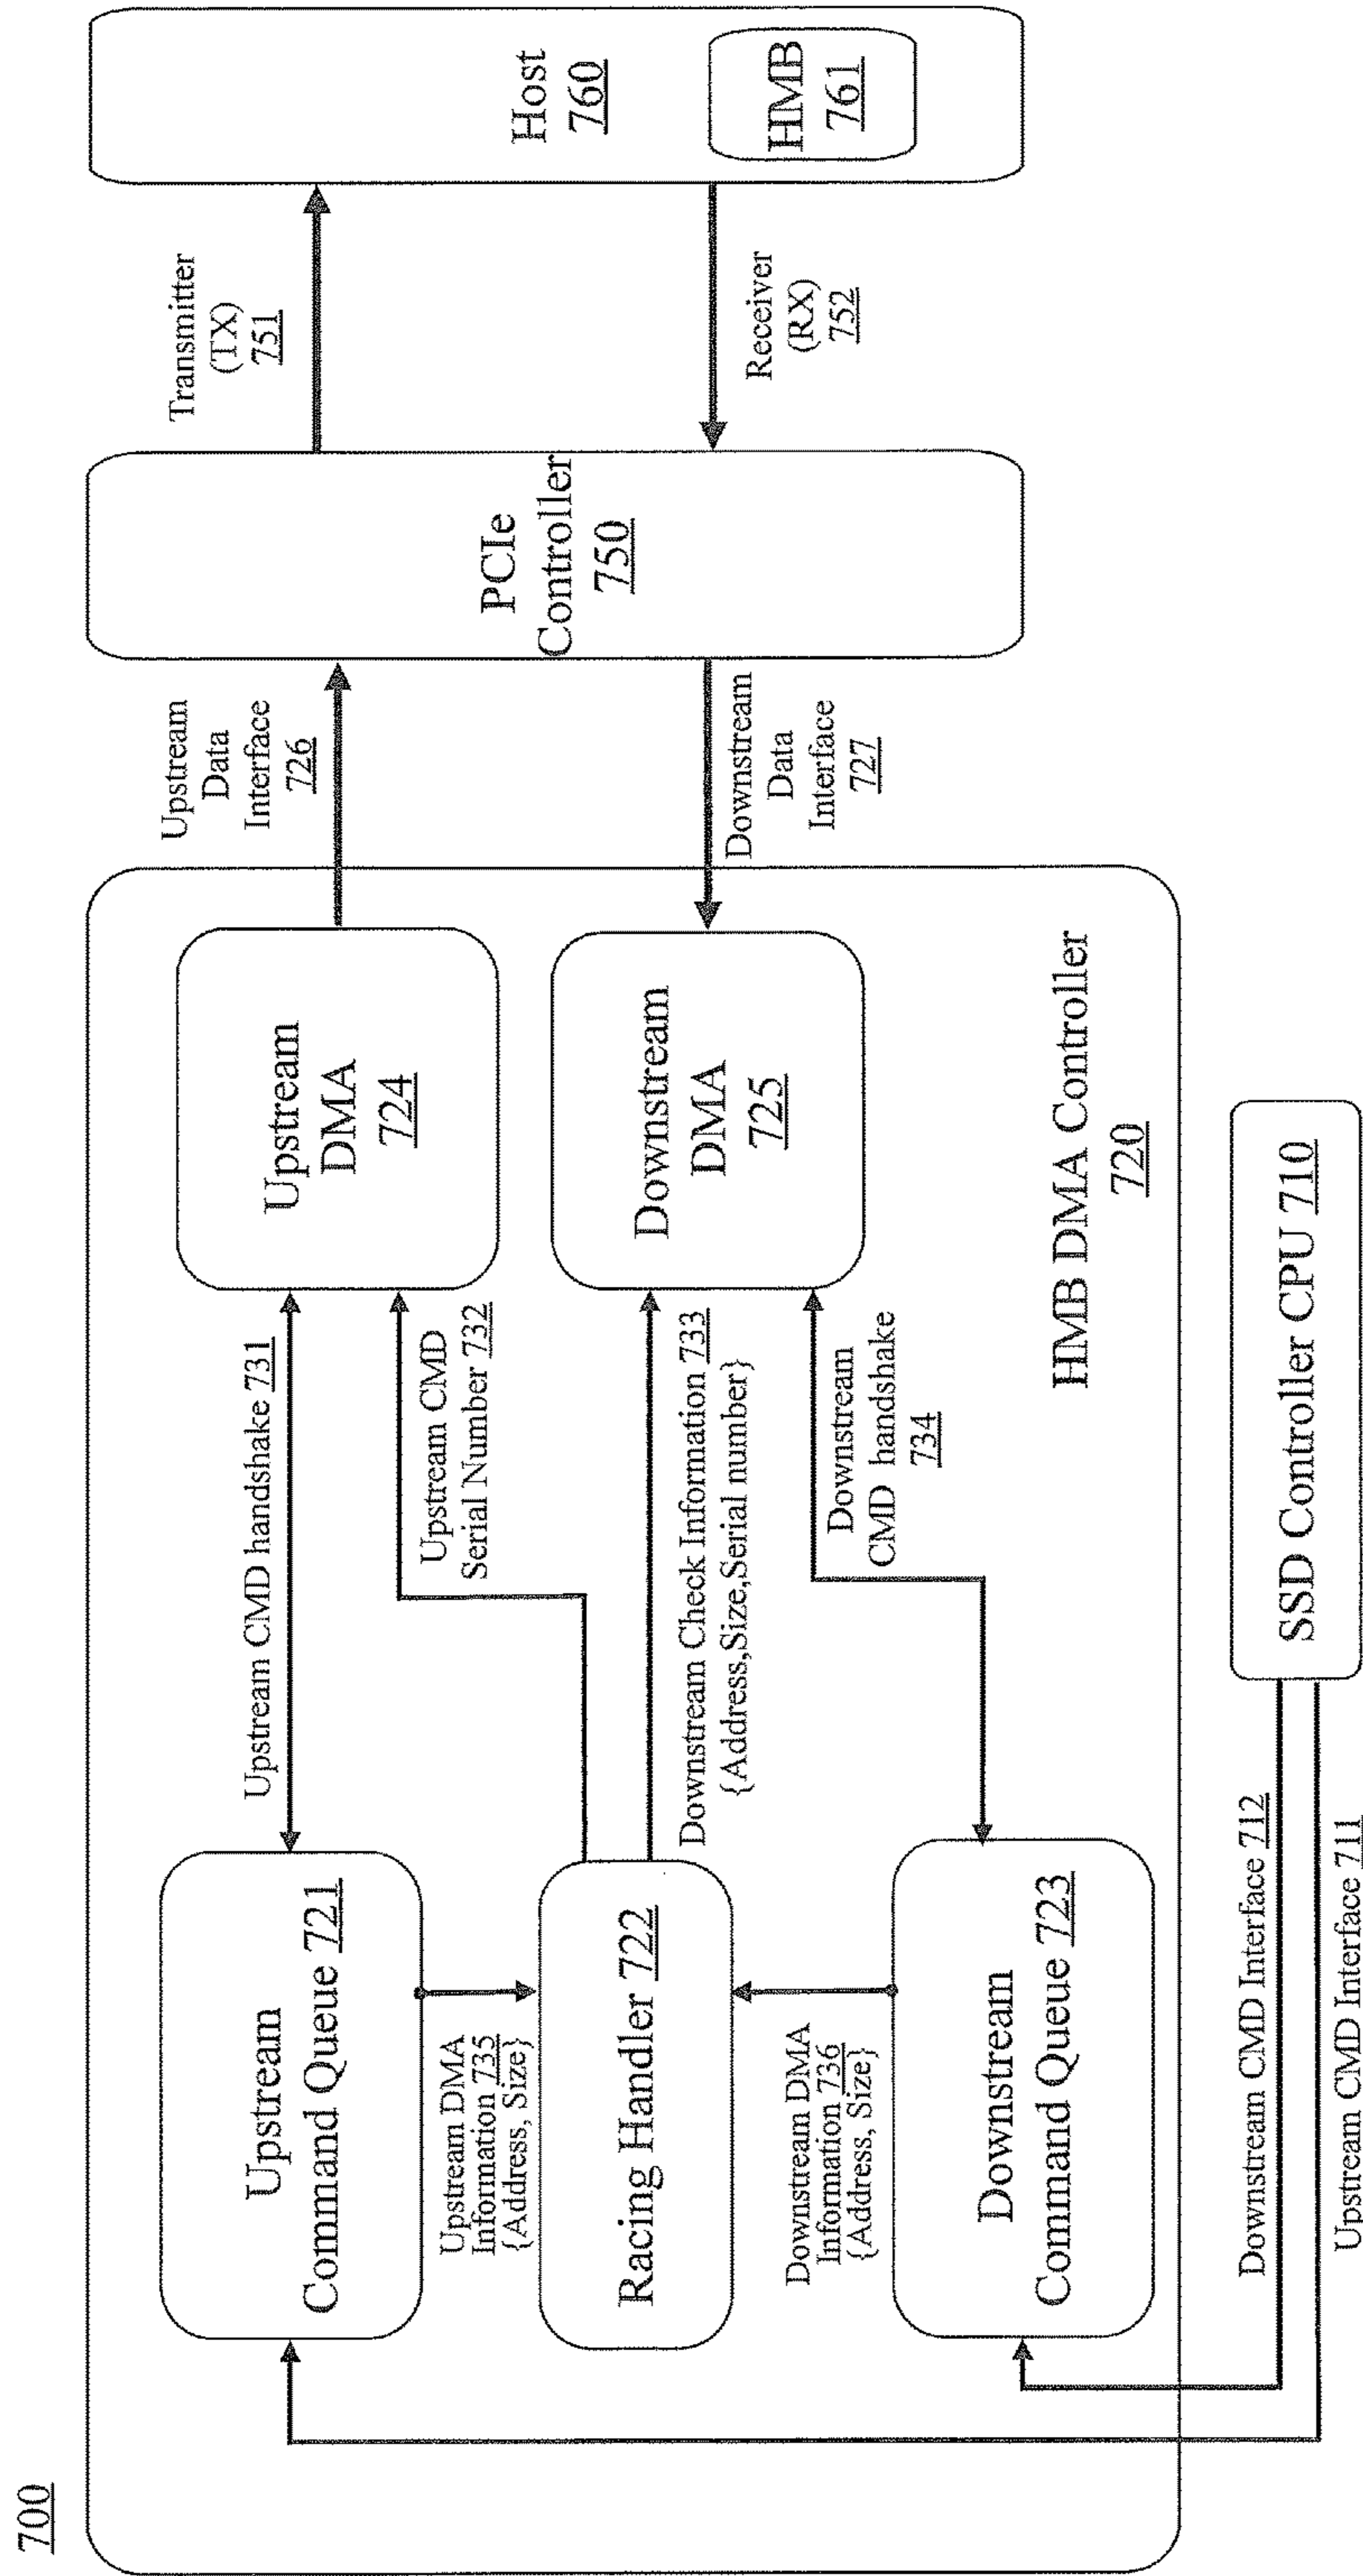 700
Upstream
Command Queue 721
Upstream CMD handshake 731
Upstream
DMA
724
Upstream
Data
Interface
726
PCIe
Controller
750
Transmitter
(TX)
751
Host
760
HMB
761
Upstream DMA
Information 735
{Address, Size}
Upstream CMD
Serial Number 732
Racing Handler 722
Downstream Check Information 733
{Address,Size,Serial number}
Downstream
DMA
725
Downstream
Data
Interface
727
Receiver
(RX)
752
Downstream DMA
Information 736
{Address, Size}
Downstream
CMD handshake
734
Downstream
Command Queue 723
HMB DMA Controller
720
Downstream CMD Interface 712
SSD Controller CPU 710
Upstream CMD Interface 711